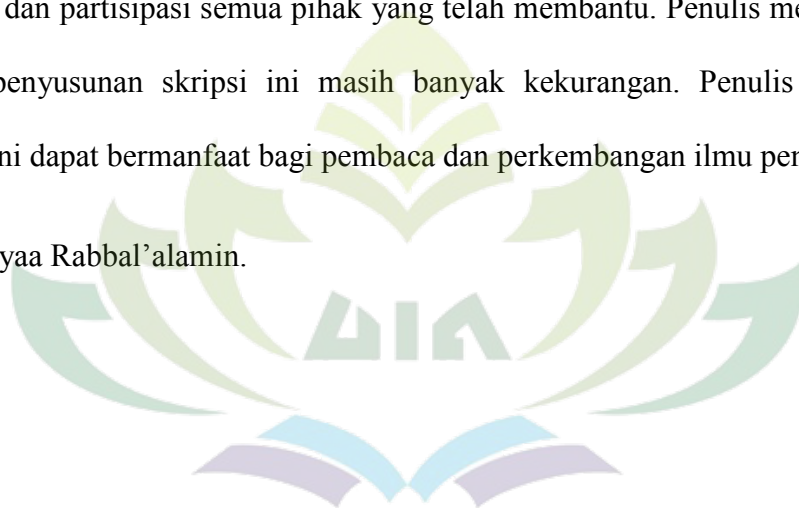 dan partisipasi semua pihak yang telah membantu. Penulis me
penyusunan skripsi ini masih banyak kekurangan. Penulis
ni dapat bermanfaat bagi pembaca dan perkembangan ilmu pen
yaa Rabbal’alamin.
UIN